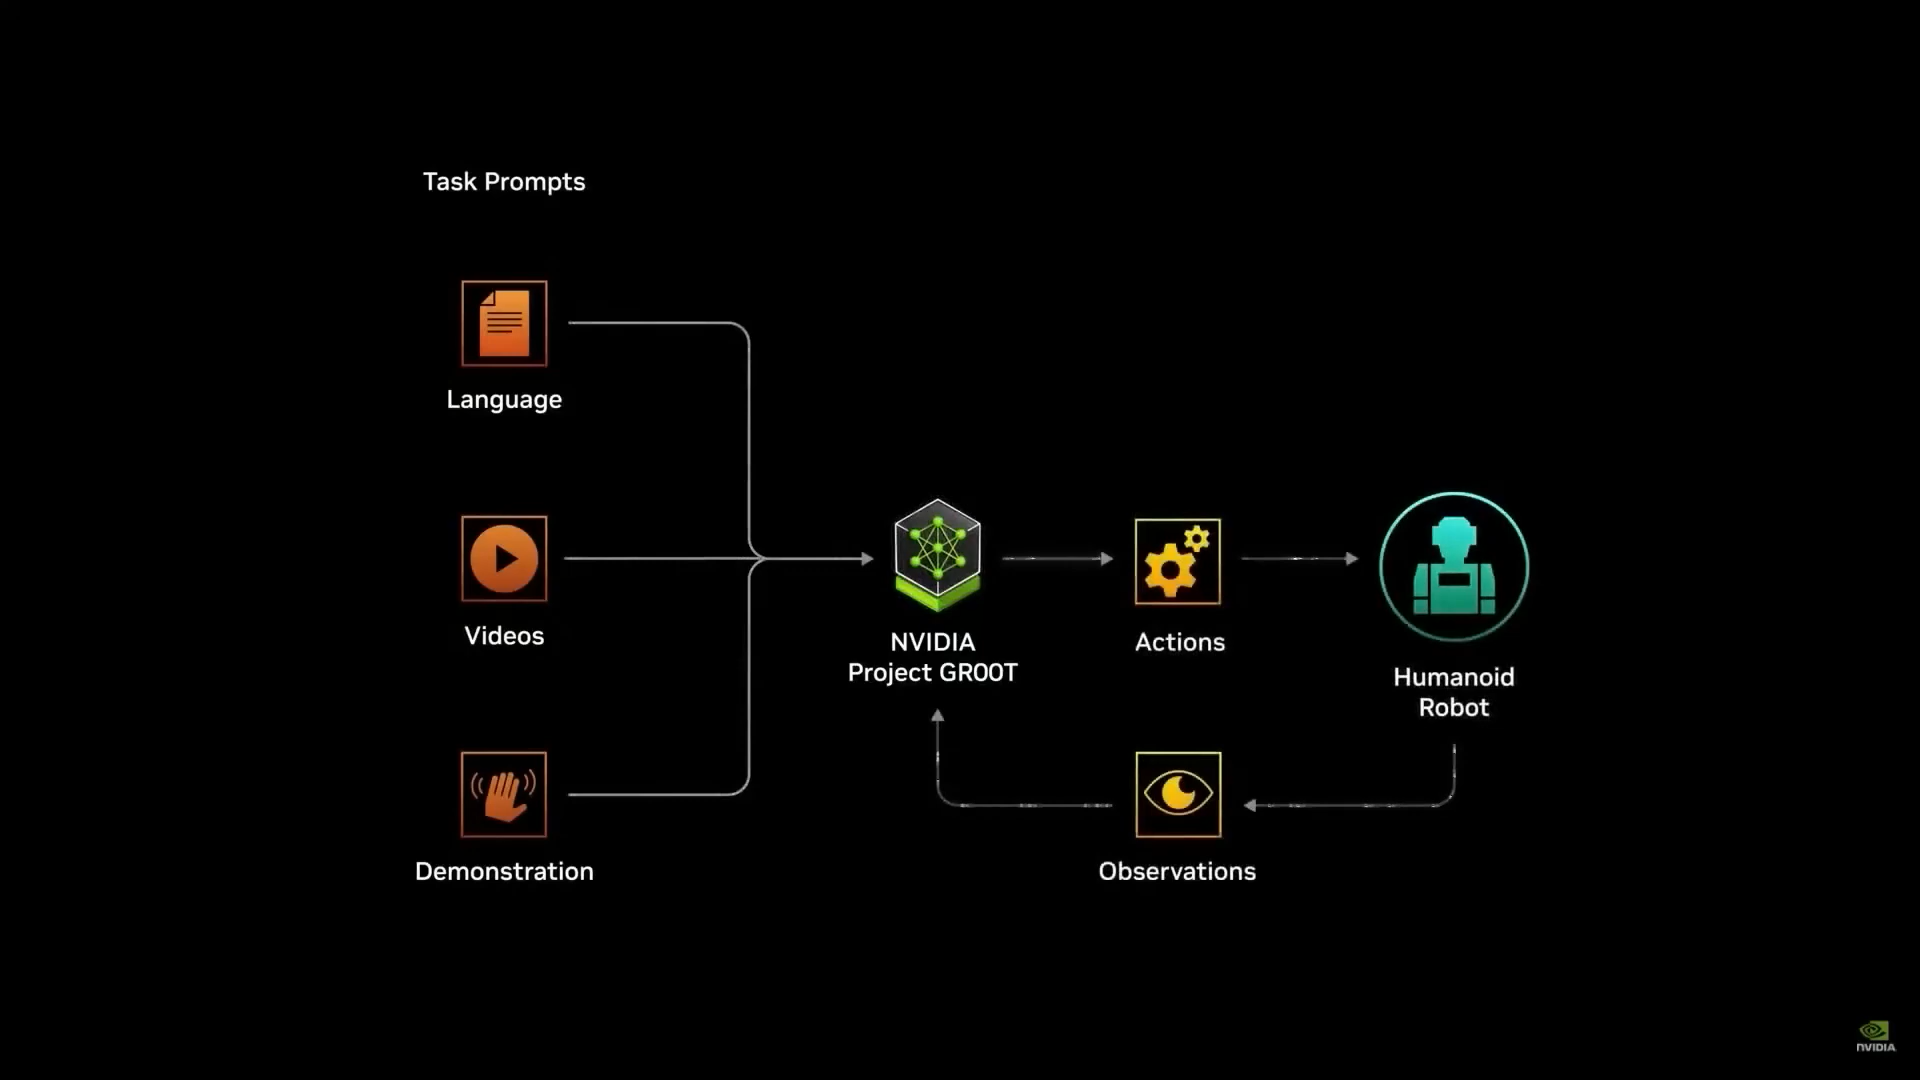 Task Prompts
Language
Videos
Demonstration
NVIDIA
Project GR00T
Actions
Humanoid
Robot
Observations
NVIDIA